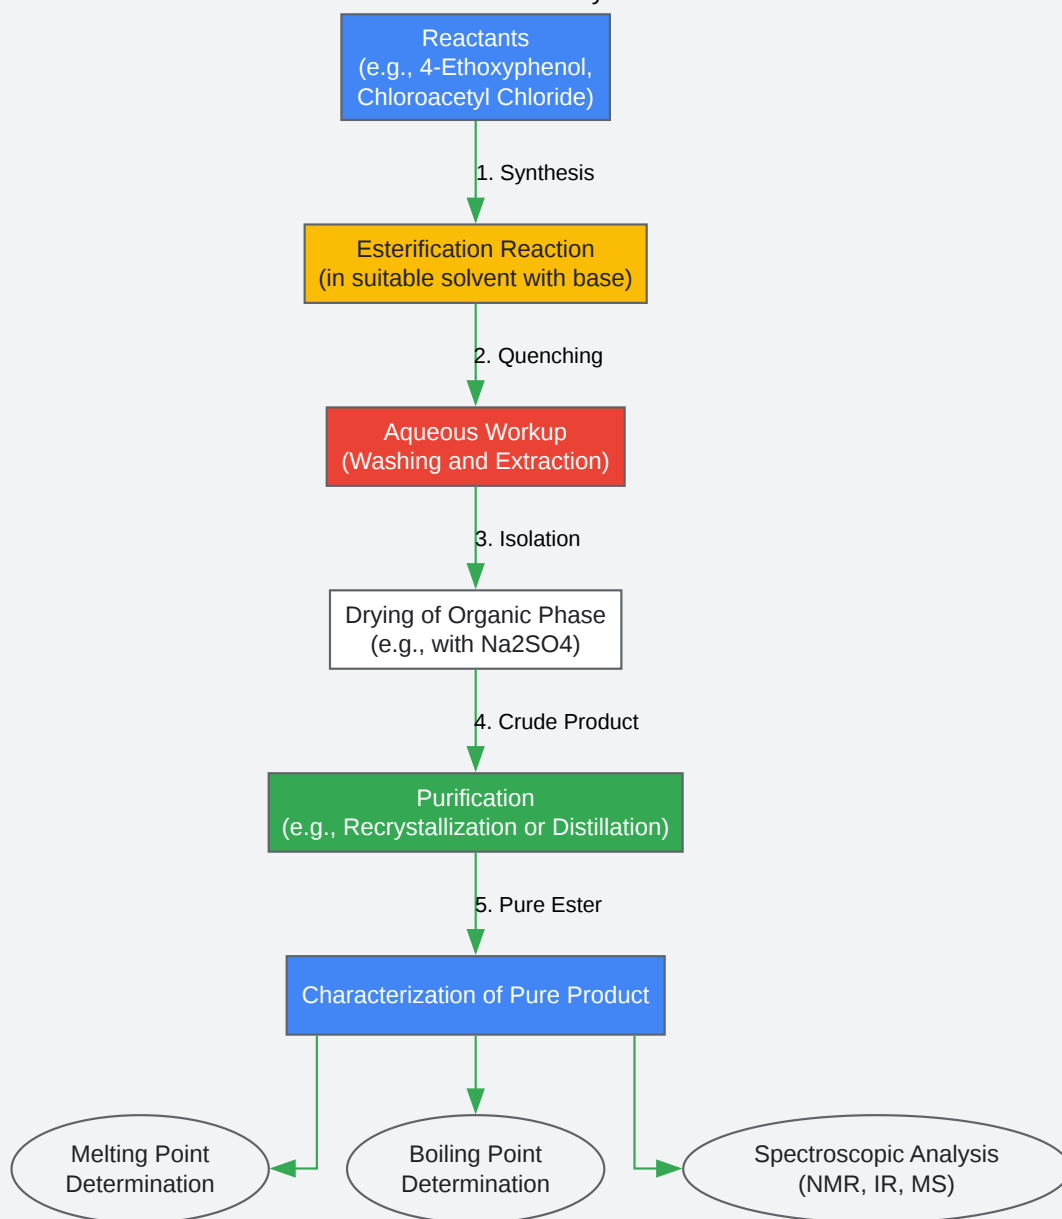 Reactants
(e.g., 4-Ethoxyphenol,
Chloroacetyl Chloride)
1. Synthesis
Esterification Reaction
(in suitable solvent with base)
2. Quenching
Aqueous Workup
(Washing and Extraction)
3. Isolation
Drying of Organic Phase
(e.g., with Na2SO4)
4. Crude Product
Purification
(e.g., Recrystallization or Distillation)
5. Pure Ester
Characterization of Pure Product
Melting Point
Determination
Boiling Point
Determination
Spectroscopic Analysis
(NMR, IR, MS)